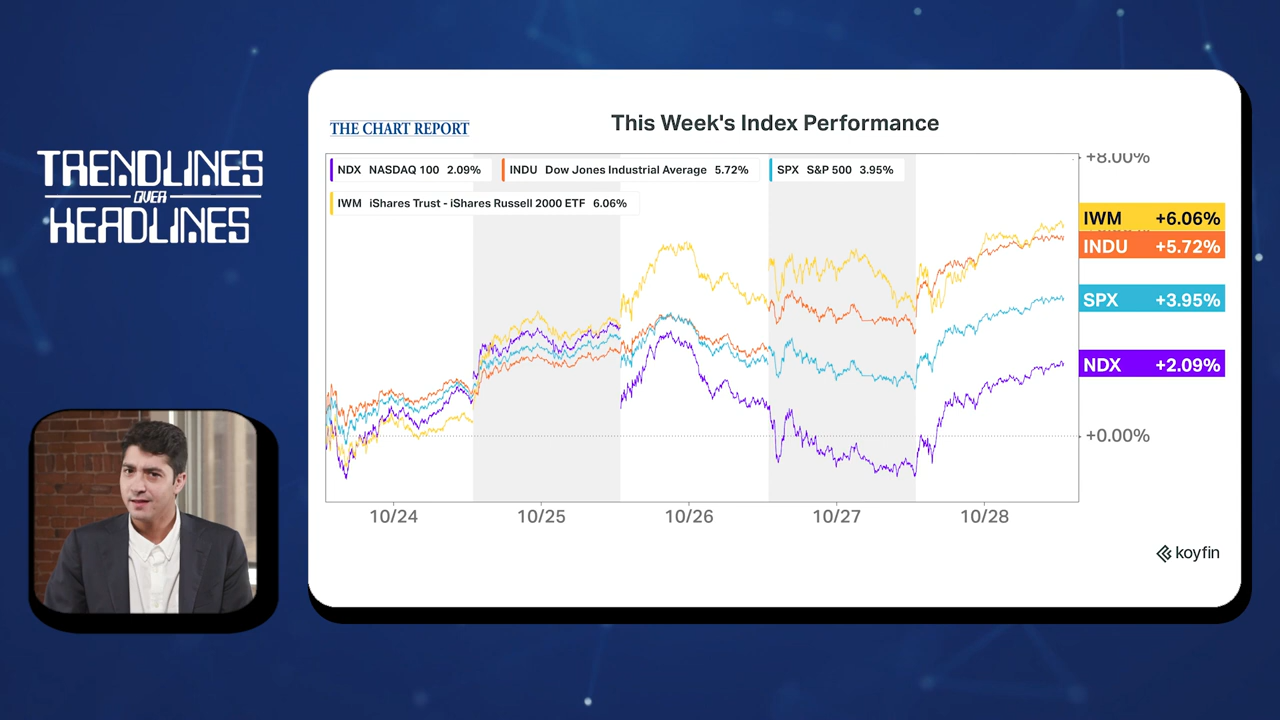 TRENDLINES
OVER
HEADLINES
THE CHART REPORT
This Week's Index Performance
NDX NASDAQ 100 2.09% INDU Dow Jones Industrial Average 5.72% SPX S&P 500 3.95%
IWM iShares Trust - iShares Russell 2000 ETF 6.06%
+8.00%
IWM +6.06%
INDU +5.72%
SPX +3.95%
NDX +2.09%
+0.00%
10/24 10/25 10/26 10/27 10/28
koyfin